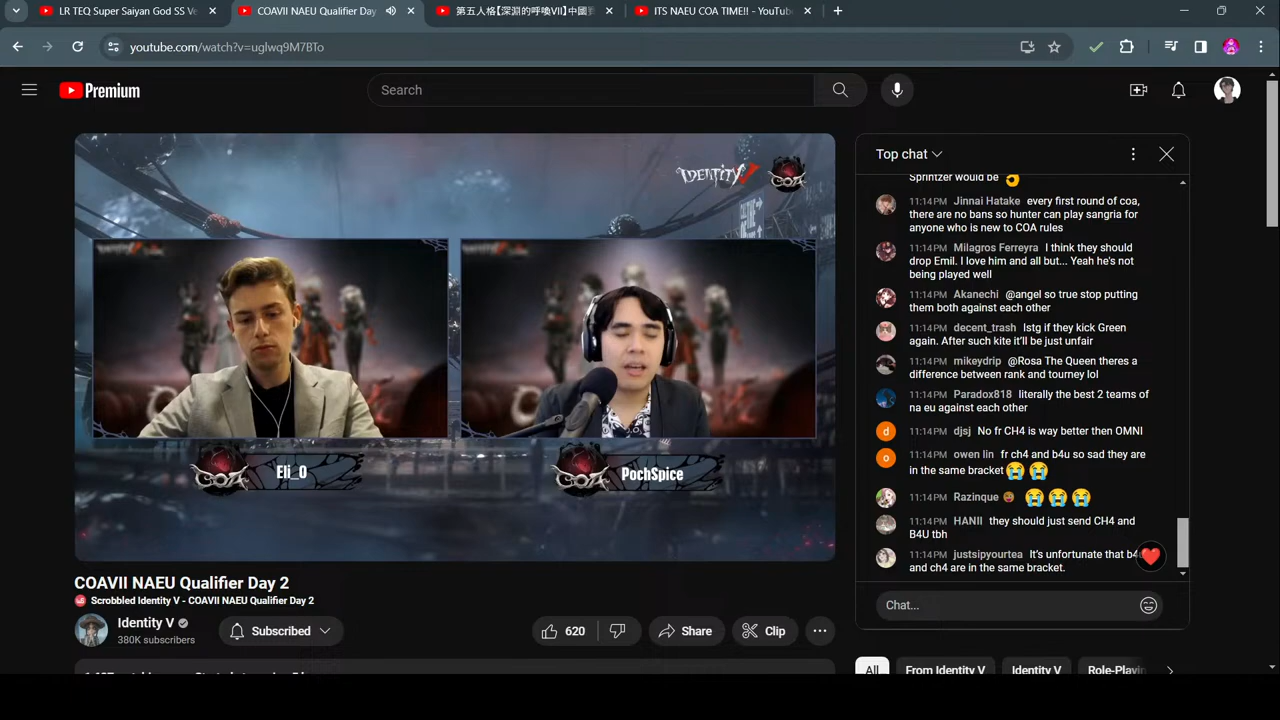 LR TEQ Super Saiyan God SS Ve
COAVII NAEU Qualifier Day
第五人格【深淵的呼喚VII】中國
ITS NAEU COA TIME!! - YouTub
youtube.com/watch?v=uglwq9M7BTo
Premium
Search
IDENTITY V
COA
Top chat
Sprintzer would be
11:14PM Jinnai Hatake every first round of coa,
there are no bans so hunter can play sangria for
anyone who is new to COA rules
11:14PM Milagros Ferreyra I think they should
drop Emil. I love him and all but... Yeah he's not
being played well
11:14PM Akanechi @angel so true stop putting
them both against each other
11:14PM decent_trash Istg if they kick Green
again. After such kite it'll be just unfair
11:14PM mikeydrip @Rosa The Queen theres a
difference between rank and tourney lol
11:14PM Paradox818 literally the best 2 teams of
na eu against each other
d
11:14PM djsj No fr CH4 is way better then OMNI
o
11:14PM owen lin fr ch4 and b4u so sad they are
in the same bracket😭😭
11:14PM Razinque 😭😭😭
11:14PM HANII they should just send CH4 and
B4U tbh
11:14PM justsipyourtea It's unfortunate that b4
and ch4 are in the same bracket.
Chat...
COA
Eli_O
COA
PochSpice
COAVII NAEU Qualifier Day 2
Scrobbled Identity V - COAVII NAEU Qualifier Day 2
Identity V
380K subscribers
Subscribed
620
Share
Clip
All
From Identity V
Identity V
Role-Playin